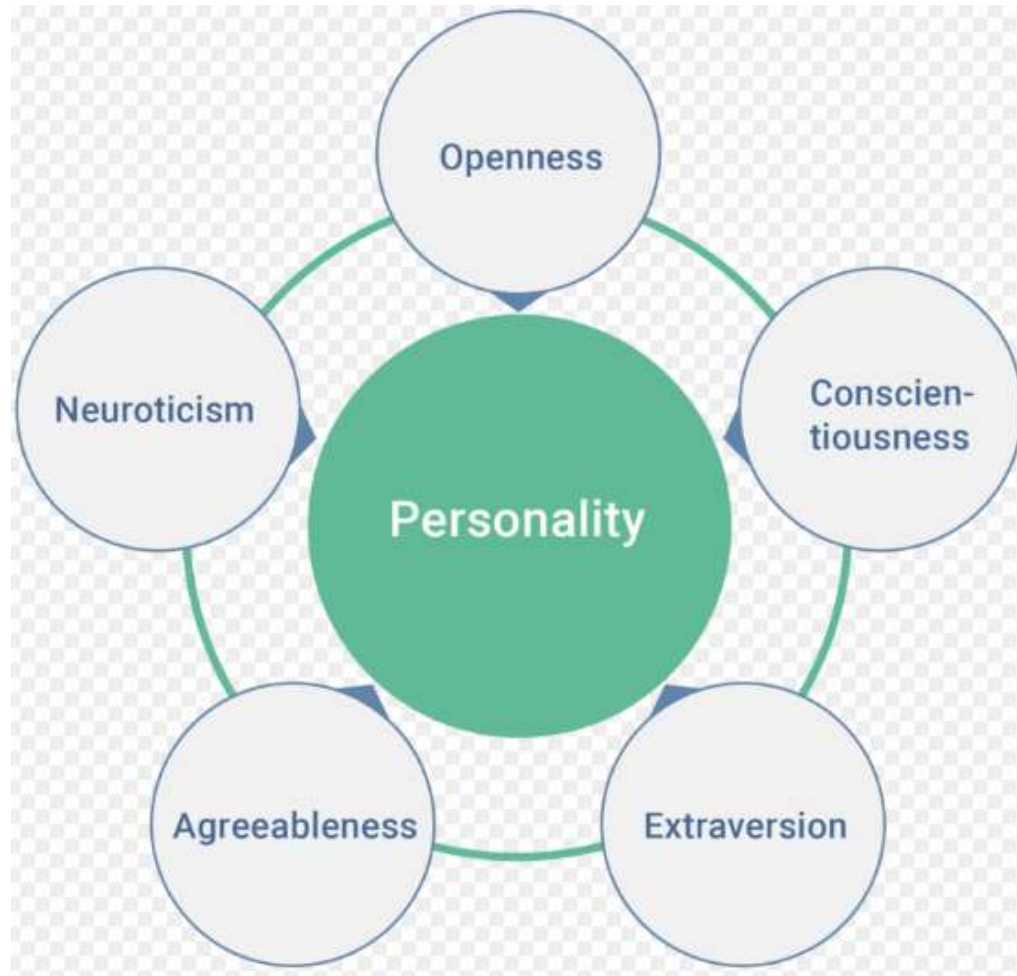 Openness
Neuroticism
Conscien-
tiousness
Personality
Agreeableness
Extraversion